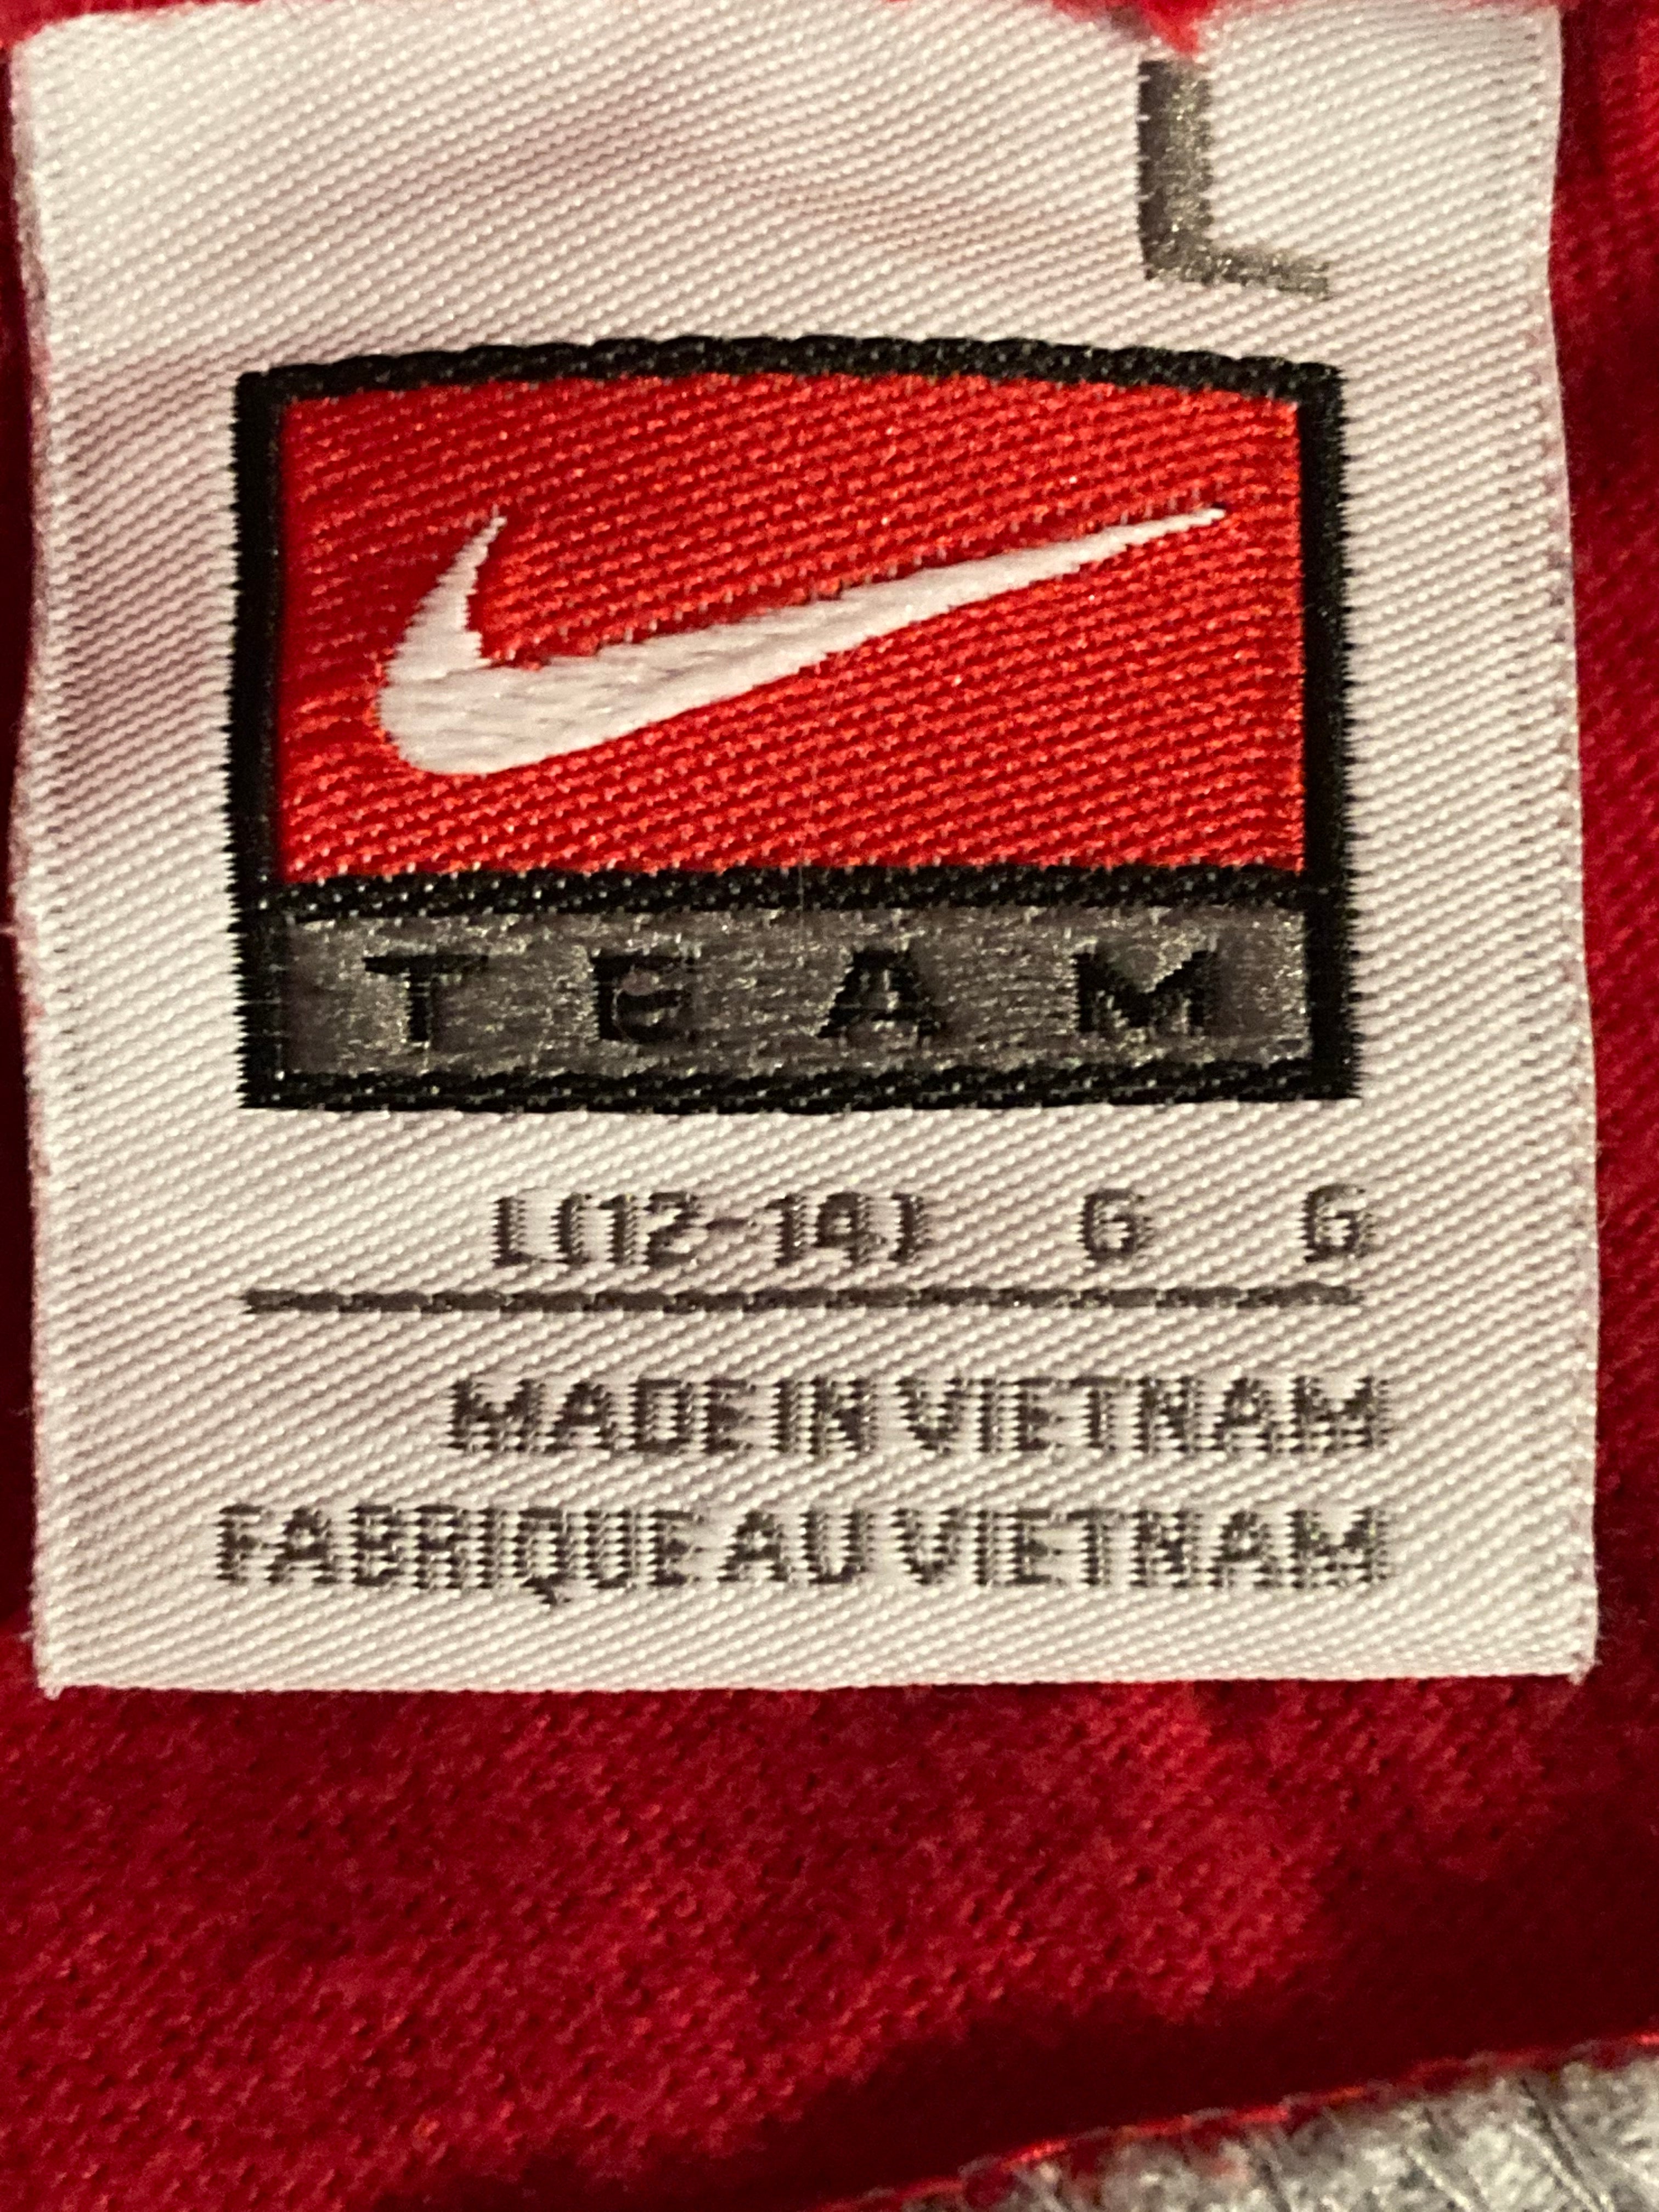 L
TEAM
L(12-14) G G
MADE IN VIETNAM
FABRIQUE AU VIETNAM